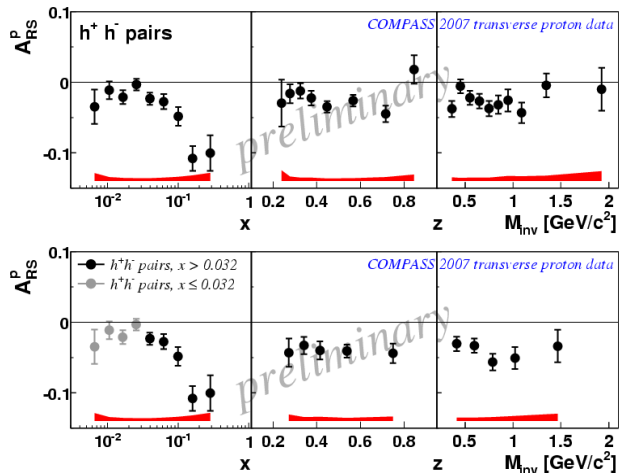 h+ h- pairs
COMPASS 2007 transverse proton data
A^p_RS
0.1
0
-0.1
preliminary
10^-2 10^-1 1
0.2 0.4 0.6 0.8
0.5 1 1.5 2
x
z
M_inv [GeV/c²]
h+h- pairs, x > 0.032
h+h- pairs, x ≤ 0.032
COMPASS 2007 transverse proton data
A^p_RS
0.1
0
-0.1
preliminary
10^-2 10^-1 1
0.2 0.4 0.6 0.8
0.5 1 1.5 2
x
z
M_inv [GeV/c²]